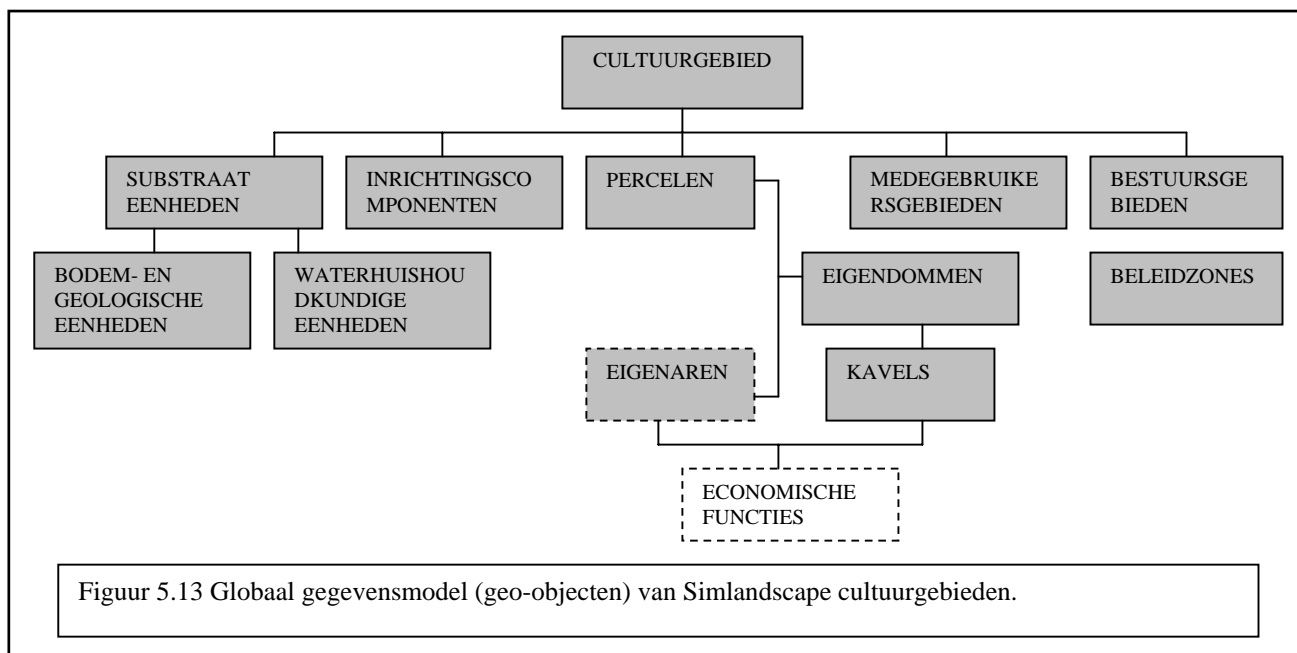 CULTUURGEBIED
SUBSTRAAT
EENHEDEN
INRICHTINGSCO
MPONENTEN
PERCELEN
MEDEGEBRUIKE
RSGEBIEDEN
BESTUURSGE
BIEDEN
BODEM- EN
GEOLOGISCHE
EENHEDEN
WATERHUISHOU
DKUNDIGE
EENHEDEN
EIGENDOMMEN
BELEIDZONES
EIGENAREN
KAVELS
ECONOMISCHE
FUNCTIES
Figuur 5.13 Globaal gegevensmodel (geo-objecten) van Simlandscape cultuurgebieden.